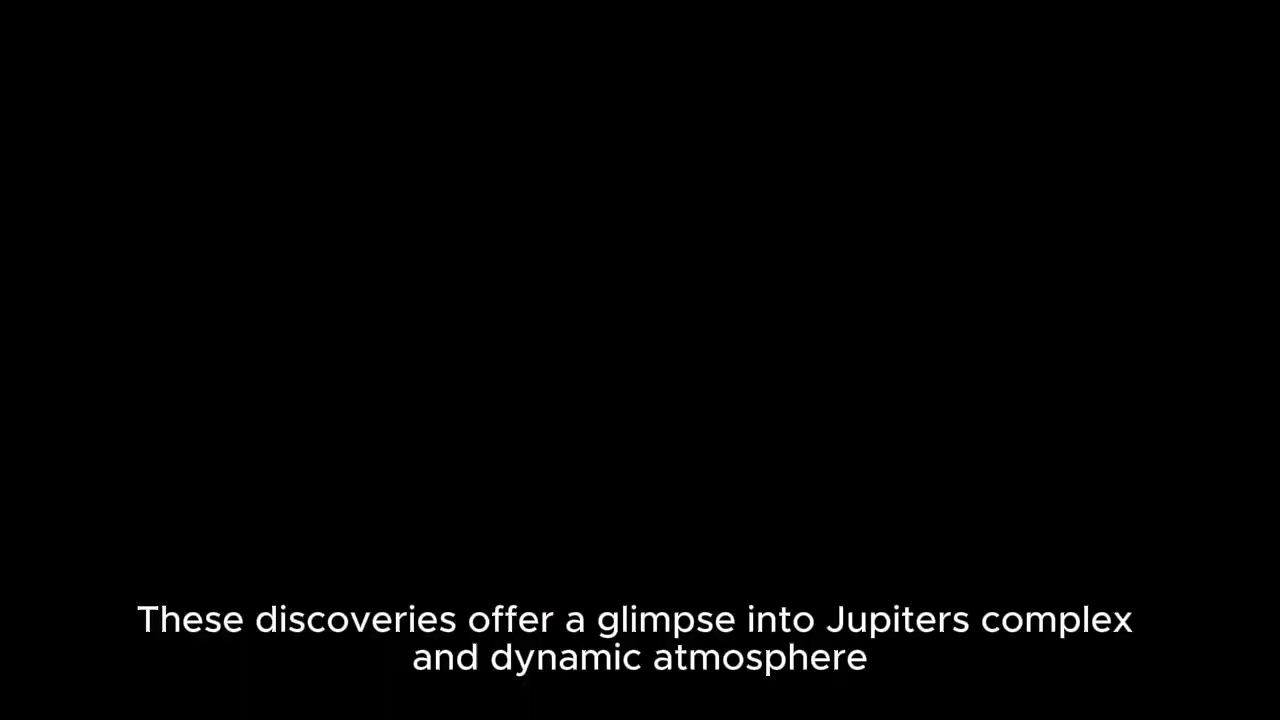 These discoveries offer a glimpse into Jupiters complex
and dynamic atmosphere